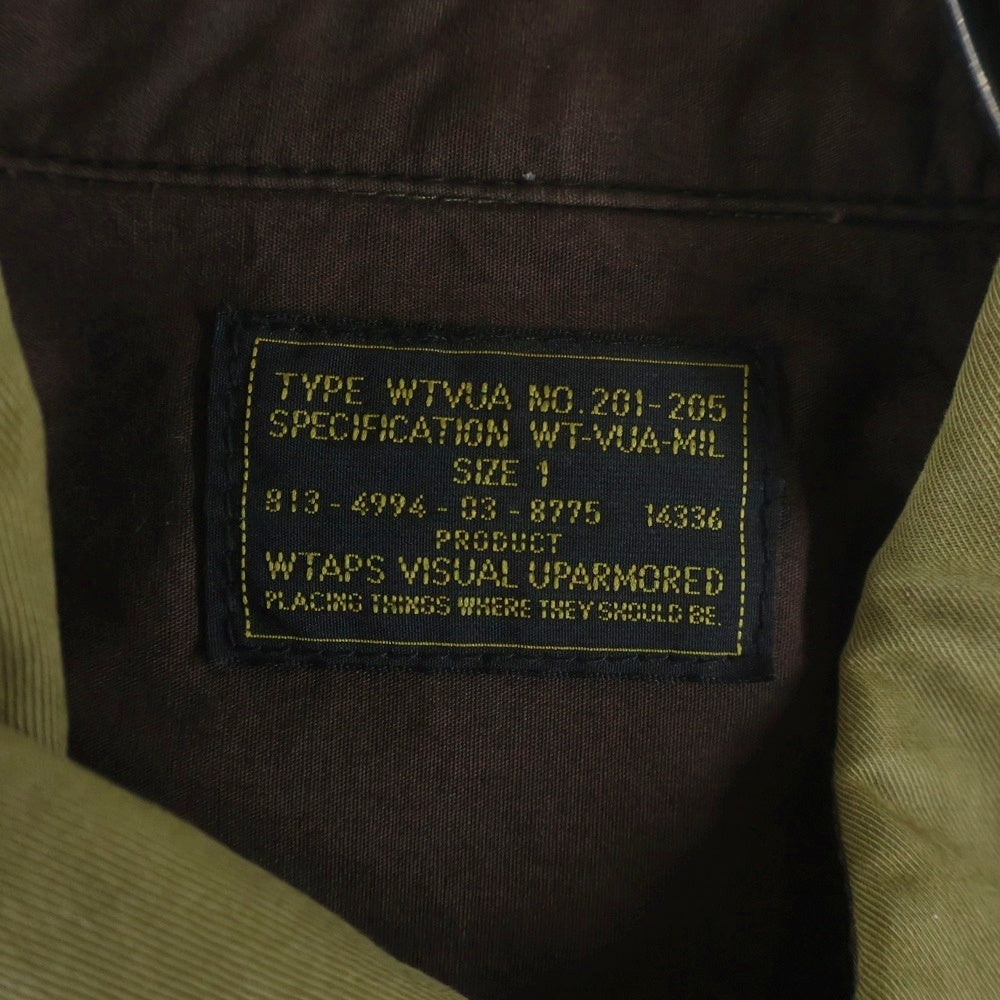 TYPE WTVUA NO.201-205
SPECIFICATION WT-VUA-MIL
SIZE 1
813-4994-03-8775 14336
PRODUCT
WTAPS VISUAL UPARMORED
PLACING THINGS WHERE THEY SHOULD BE.